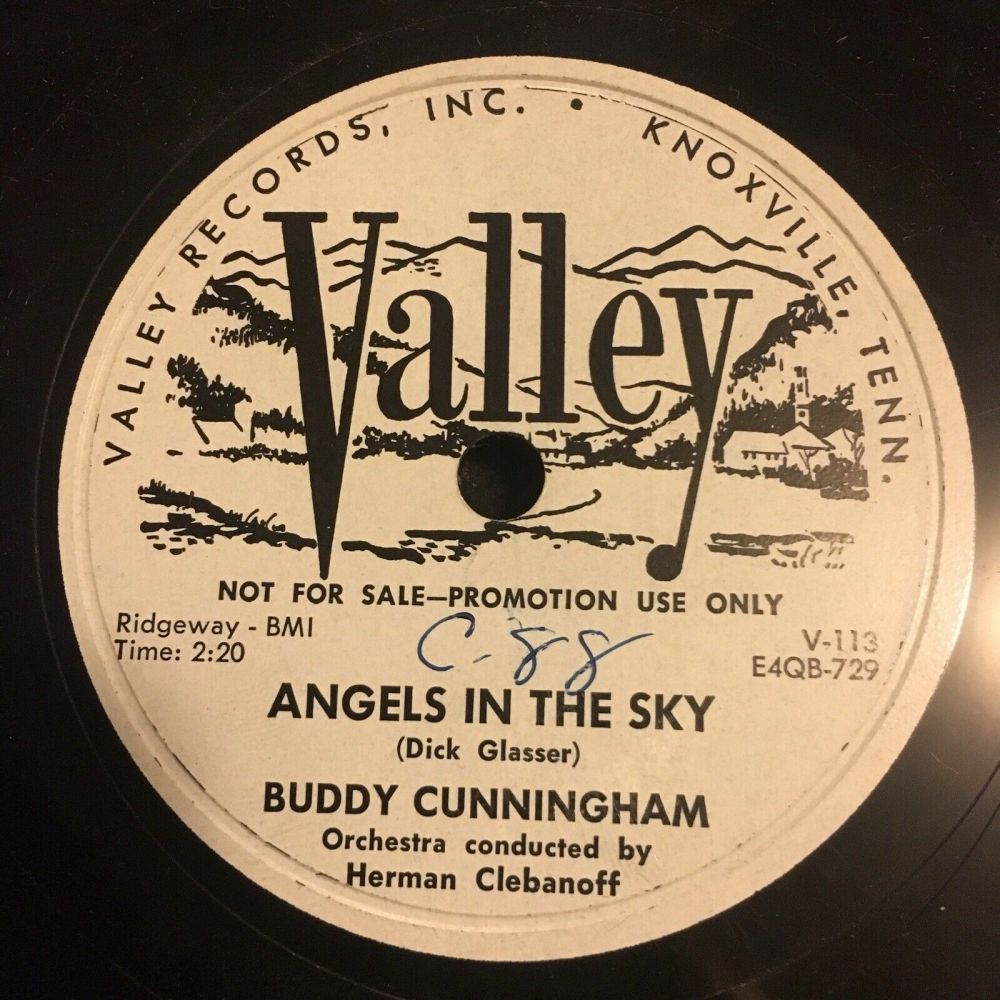 VALLEY RECORDS, INC. • KNOXVILLE, TENN.
Valley
NOT FOR SALE—PROMOTION USE ONLY
Ridgeway - BMI
Time: 2:20
V-113
E4QB-729
ANGELS IN THE SKY
(Dick Glasser)
BUDDY CUNNINGHAM
Orchestra conducted by
Herman Clebanoff